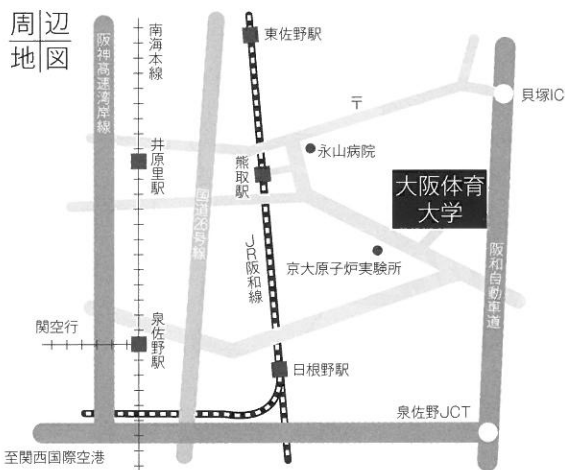 周辺
地図
阪神高速湾岸線
南海本線
東佐野駅
〒
貝塚IC
井原里駅
永山病院
熊取駅
大阪体育
大学
国道26号線
JR阪和線
京大原子炉実験所
阪和自動車道
関空行
泉佐野駅
日根野駅
泉佐野JCT
至関西国際空港